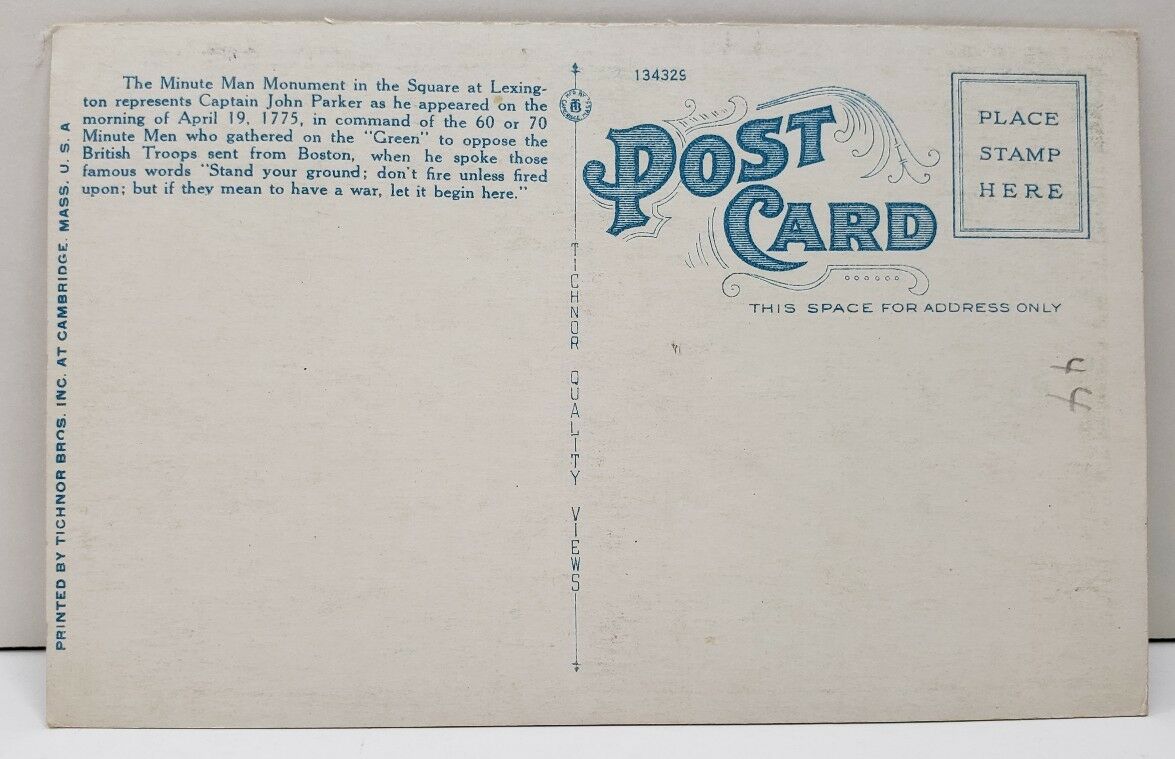 The Minute Man Monument in the Square at Lexing-
ton represents Captain John Parker as he appeared on the
morning of April 19, 1775, in command of the 60 or 70
Minute Men who gathered on the "Green" to oppose the
British Troops sent from Boston, when he spoke those
famous words "Stand your ground; don't fire unless fired
upon; but if they mean to have a war, let it begin here."
PRINTED BY TICHNOR BROS. INC. AT CAMBRIDGE. MASS. U. S. A
TICHNOR QUALITY VIEWS
134329
POST
CARD
PLACE
STAMP
HERE
THIS SPACE FOR ADDRESS ONLY